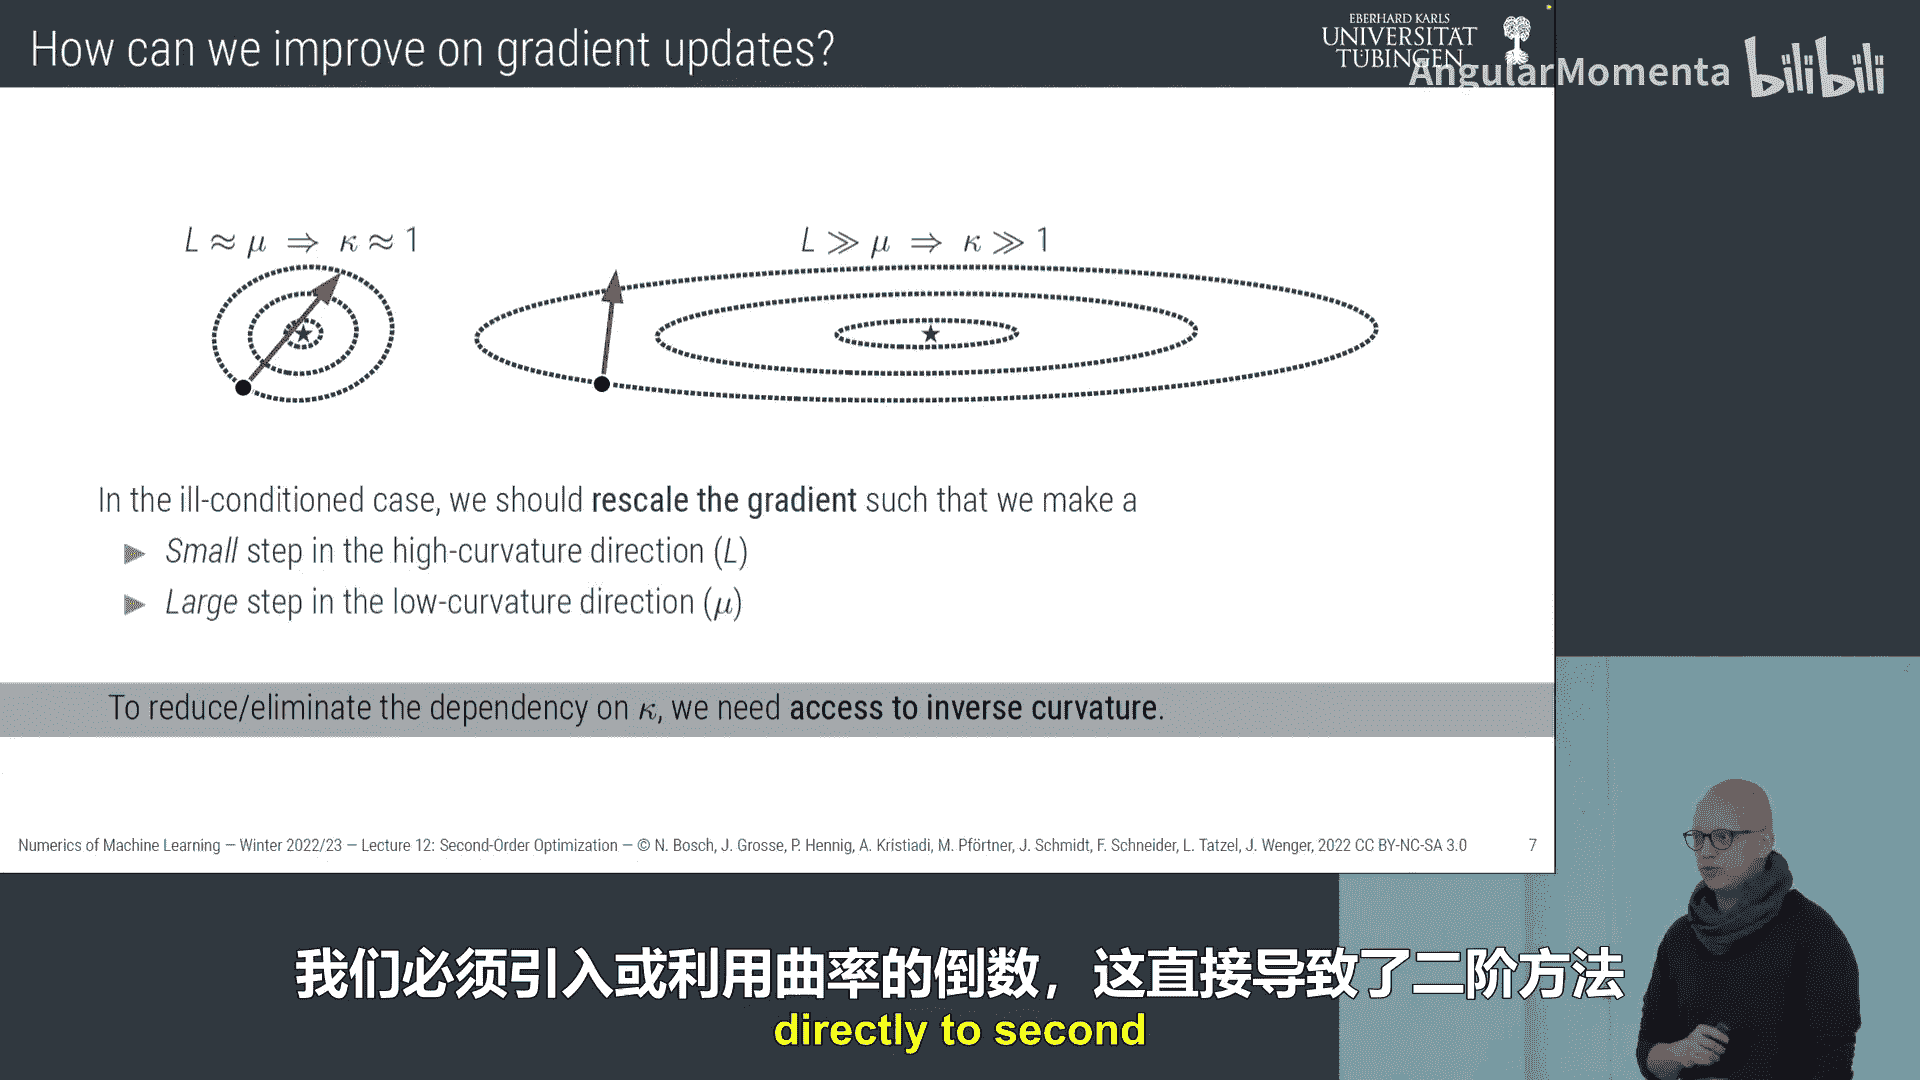 How can we improve on gradient updates?
EBERHARD KARLS
UNIVERSITÄT
TÜBINGEN
AngularMomenta bilibili
L ≈ μ ⇒ κ ≈ 1
L ≫ μ ⇒ κ ≫ 1
In the ill-conditioned case, we should rescale the gradient such that we make a
Small step in the high-curvature direction (L)
Large step in the low-curvature direction (μ)
To reduce/eliminate the dependency on κ, we need access to inverse curvature.
Numerics of Machine Learning — Winter 2022/23 — Lecture 12: Second-Order Optimization — © N. Bosch, J. Grosse, P. Hennig, A. Kristiadi, M. Pförtner, J. Schmidt, F. Schneider, L. Tatzel, J. Wenger, 2022 CC BY-NC-SA 3.0 7
我们必须引入或利用曲率的倒数，这直接导致了二阶方法
directly to second